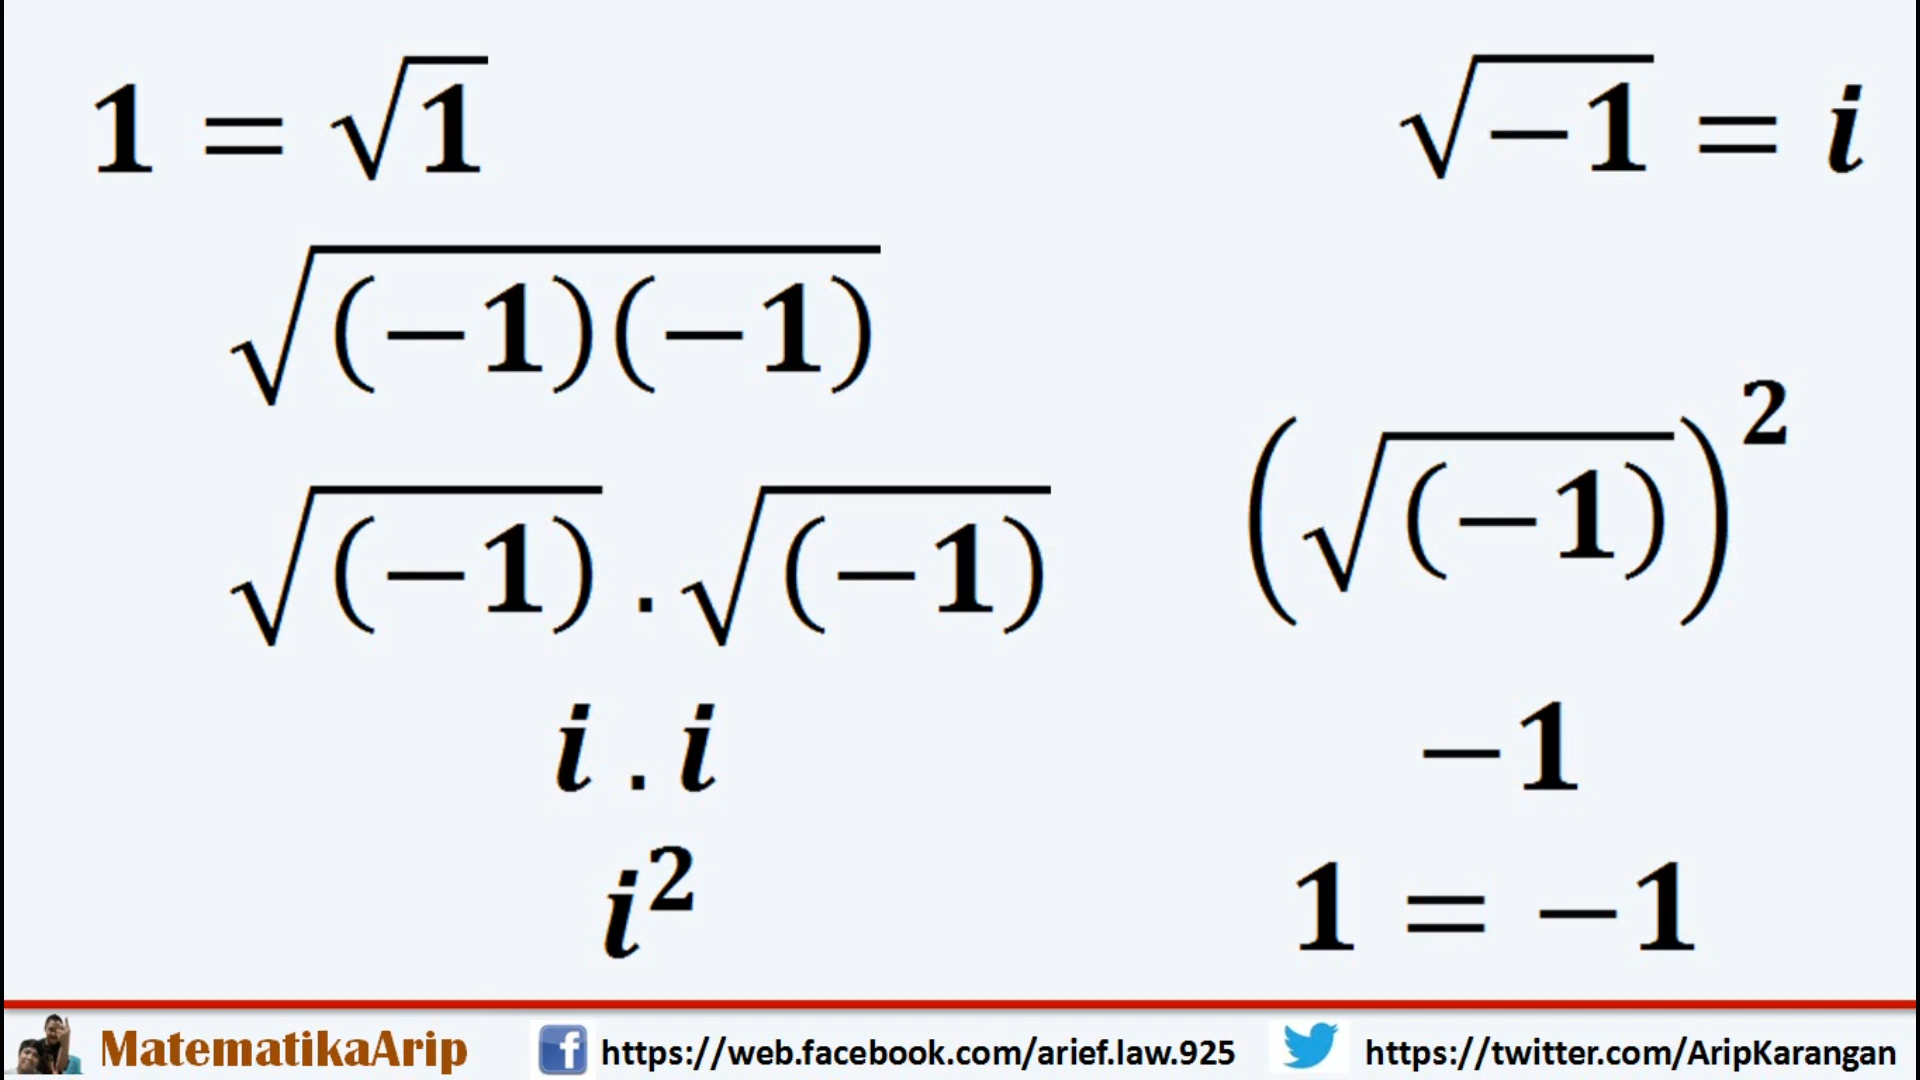 1 = √1
√(−1)(−1)
√(−1) . √(−1)
i . i
i²
√−1 = i
(√(−1))²
−1
1 = −1
MatematikaArip
https://web.facebook.com/arief.law.925
https://twitter.com/AripKarangan